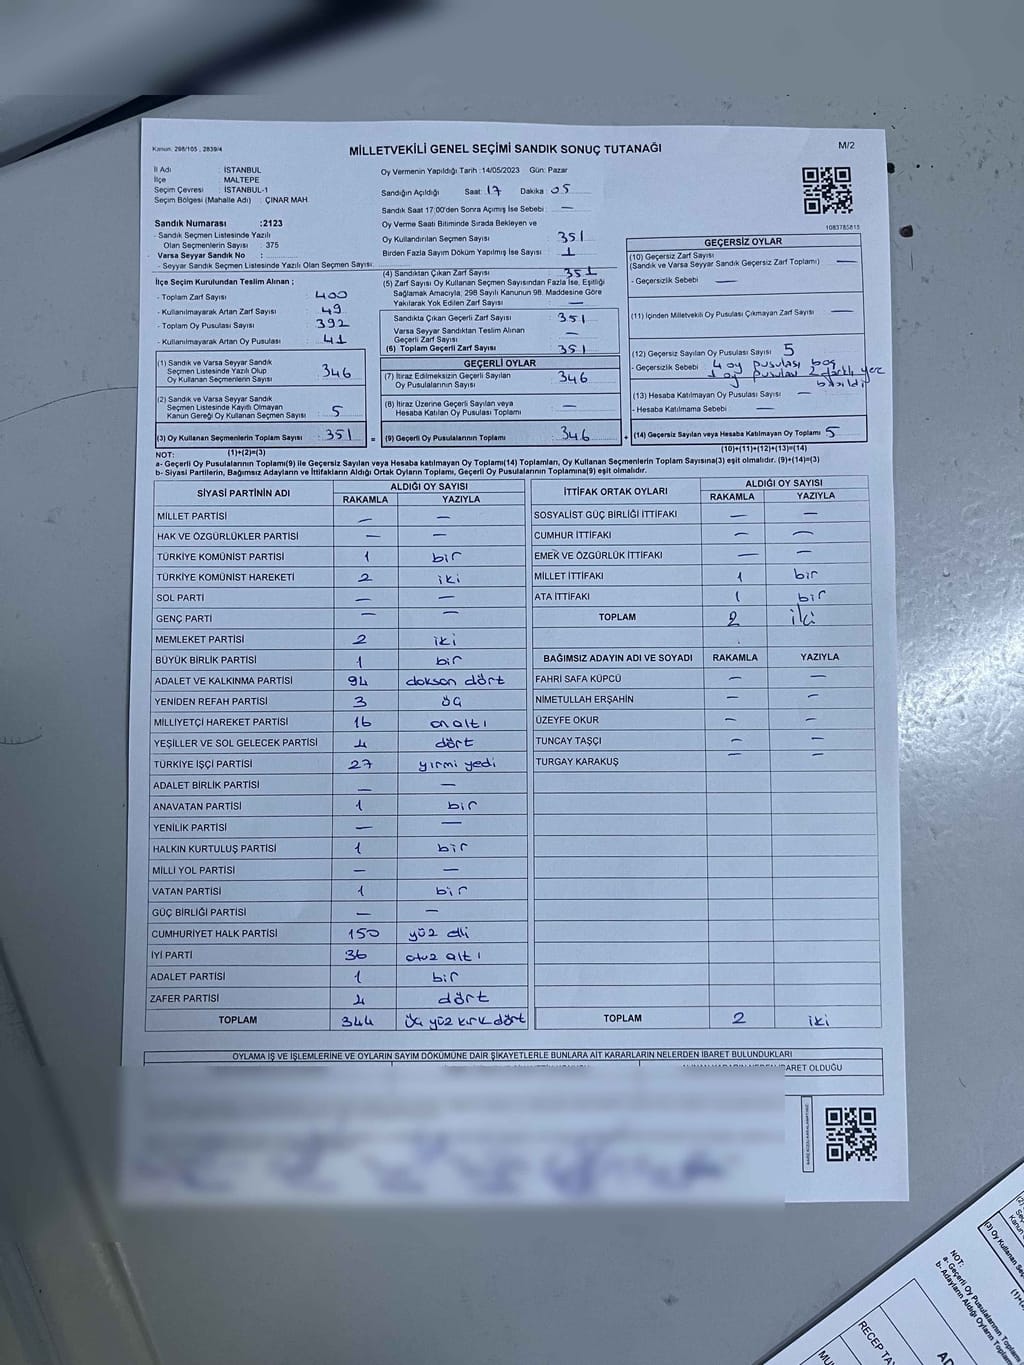 Kanun: 298/105 , 2839/4
MİLLETVEKİLİ GENEL SEÇİMİ SANDIK SONUÇ TUTANAĞI
M/2
İl Adı : İSTANBUL
İlçe : MALTEPE
Seçim Çevresi : İSTANBUL-1
Seçim Bölgesi (Mahalle Adı) : ÇINAR MAH
Oy Vermenin Yapıldığı Tarih :14/05/2023 Gün: Pazar
Sandığın Açıldığı Saat: 17 Dakika : 05
Sandık Saat 17:00'den Sonra Açılmış İse Sebebi : —
Sandık Numarası :2123
- Sandık Seçmen Listesinde Yazılı
Olan Seçmenlerin Sayısı : 375
Varsa Seyyar Sandık No :
- Seyyar Sandık Seçmen Listesinde Yazılı Olan Seçmen Sayısı:
Oy Verme Saati Bitiminde Sırada Bekleyen ve
Oy Kullandırılan Seçmen Sayısı 351
Birden Fazla Sayım Döküm Yapılmış İse Sayısı : 1
İlçe Seçim Kurulundan Teslim Alınan ;
- Toplam Zarf Sayısı : 400
- Kullanılmayarak Artan Zarf Sayısı : 49
- Toplam Oy Pusulası Sayısı : 392
- Kullanılmayarak Artan Oy Pusulası : 41
(4) Sandıktan Çıkan Zarf Sayısı : 351
(5) Zarf Sayısı Oy Kullanan Seçmen Sayısından Fazla İse, Eşitliği
Sağlamak Amacıyla, 298 Sayılı Kanunun 98. Maddesine Göre
Yakılarak Yok Edilen Zarf Sayısı : —
Sandıkta Çıkan Geçerli Zarf Sayısı : 351
Varsa Seyyar Sandıktan Teslim Alınan
Geçerli Zarf Sayısı : —
(6) Toplam Geçerli Zarf Sayısı : 351
1083785815
GEÇERSİZ OYLAR
(10) Geçersiz Zarf Sayısı
(Sandık ve Varsa Seyyar Sandık Geçersiz Zarf Toplamı) : —
- Geçersizlik Sebebi : —
(11) İçinden Milletvekili Oy Pusulası Çıkmayan Zarf Sayısı : —
(12) Geçersiz Sayılan Oy Pusulası Sayısı : 5
- Geçersizlik Sebebi : 4 oy pusulası boş
1 oy pusulası 2 farklı yer
basıldı
(13) Hesaba Katılmayan Oy Pusulası Sayısı : —
- Hesaba Katılmama Sebebi : —
(14) Geçersiz Sayılan veya Hesaba Katılmayan Oy Toplamı : 5
(10)+(11)+(12)+(13)=(14)
(1) Sandık ve Varsa Seyyar Sandık
Seçmen Listesinde Yazılı Olup
Oy Kullanan Seçmenlerin Sayısı : 346
(2) Sandık ve Varsa Seyyar Sandık
Seçmen Listesinde Kayıtlı Olmayan
Kanun Gereği Oy Kullanan Seçmen Sayısı : 5
(3) Oy Kullanan Seçmenlerin Toplam Sayısı : 351 =
(1)+(2)=(3)
GEÇERLİ OYLAR
(7) İtiraz Edilmeksizin Geçerli Sayılan
Oy Pusulalarının Sayısı : 346
(8) İtiraz Üzerine Geçerli Sayılan veya
Hesaba Katılan Oy Pusulası Toplamı : —
(9) Geçerli Oy Pusulalarının Toplamı : 346 +
NOT:
a- Geçerli Oy Pusulalarının Toplamı(9) ile Geçersiz Sayılan veya Hesaba katılmayan Oy Toplamı(14) Toplamları, Oy Kullanan Seçmenlerin Toplam Sayısına(3) eşit olmalıdır. (9)+(14)=(3)
b- Siyasi Partilerin, Bağımsız Adayların ve İttifakların Aldığı Ortak Oyların Toplamı, Geçerli Oy Pusulalarının Toplamına(9) eşit olmalıdır.
SİYASİ PARTİNİN ADI ALDIĞI OY SAYISI
RAKAMLA YAZIYLA
MİLLET PARTİSİ — —
HAK VE ÖZGÜRLÜKLER PARTİSİ — —
TÜRKİYE KOMÜNİST PARTİSİ 1 bir
TÜRKİYE KOMÜNİST HAREKETİ 2 iki
SOL PARTİ — —
GENÇ PARTİ — —
MEMLEKET PARTİSİ 2 iki
BÜYÜK BİRLİK PARTİSİ 1 bir
ADALET VE KALKINMA PARTİSİ 94 doksan dört
YENİDEN REFAH PARTİSİ 3 üç
MİLLİYETÇİ HAREKET PARTİSİ 16 on altı
YEŞİLLER VE SOL GELECEK PARTİSİ 4 dört
TÜRKİYE İŞÇİ PARTİSİ 27 yirmi yedi
ADALET BİRLİK PARTİSİ — —
ANAVATAN PARTİSİ 1 bir
YENİLİK PARTİSİ — —
HALKIN KURTULUŞ PARTİSİ 1 bir
MİLLİ YOL PARTİSİ — —
VATAN PARTİSİ 1 bir
GÜÇ BİRLİĞİ PARTİSİ — —
CUMHURİYET HALK PARTİSİ 150 yüz elli
İYİ PARTİ 36 otuz altı
ADALET PARTİSİ 1 bir
ZAFER PARTİSİ 4 dört
TOPLAM 344 üç yüz kırk dört
İTTİFAK ORTAK OYLARI ALDIĞI OY SAYISI
RAKAMLA YAZIYLA
SOSYALİST GÜÇ BİRLİĞİ İTTİFAKI — —
CUMHUR İTTİFAKI — —
EMEK VE ÖZGÜRLÜK İTTİFAKI — —
MİLLET İTTİFAKI 1 bir
ATA İTTİFAKI 1 bir
TOPLAM 2 iki
BAĞIMSIZ ADAYIN ADI VE SOYADI RAKAMLA YAZIYLA
FAHRİ SAFA KÜPCÜ — —
NİMETULLAH ERŞAHİN — —
ÜZEYFE OKUR — —
TUNCAY TAŞÇI — —
TURGAY KARAKUŞ — —
TOPLAM 2 iki
OYLAMA İŞ VE İŞLEMLERİNE VE OYLARIN SAYIM DÖKÜMÜNE DAİR ŞİKAYETLERLE BUNLARA AİT KARARLARIN NELERDEN İBARET BULUNDUKLARI
BARET OLDUĞU
(3) Oy Kullanan Seç
NOT:
a- Geçerli Oy Pusulalarının Toplam
b- Adayların Aldığı Oyların Toplam
RECEP TA